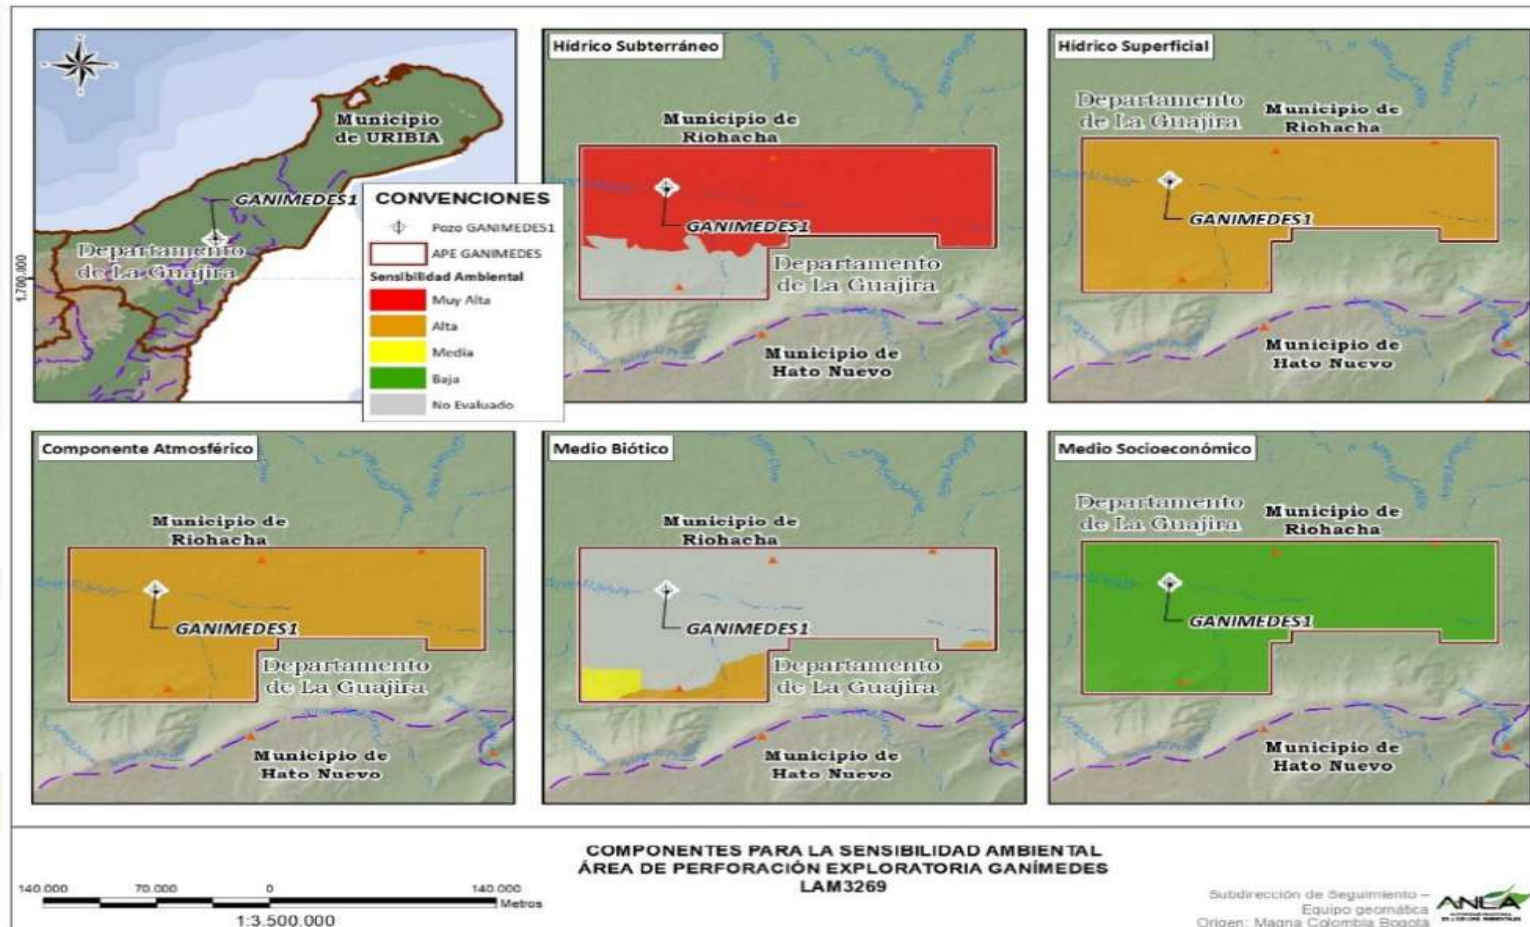 Municipio
de URIBIA
GANIMEDES1
Departamento
de La Guajira
1.700.000
CONVENCIONES
Pozo GANIMEDES1
APE GANIMEDES
Sensibilidad Ambiental
Muy Alta
Alta
Media
Baja
No Evaluado
Hídrico Subterráneo
Municipio de
Riohacha
GANIMEDES1
Departamento
de La Guajira
Municipio de
Hato Nuevo
Hídrico Superficial
Departamento
de La Guajira
Municipio de
Riohacha
GANIMEDES1
Municipio de
Hato Nuevo
Componente Atmosférico
Municipio de
Riohacha
GANIMEDES1
Departamento
de La Guajira
Municipio de
Hato Nuevo
Medio Biótico
Municipio de
Riohacha
GANIMEDES1
Departamento
de La Guajira
Municipio de
Hato Nuevo
Medio Socioeconómico
Departamento
de La Guajira
Municipio de
Riohacha
GANIMEDES1
Municipio de
Hato Nuevo
COMPONENTES PARA LA SENSIBILIDAD AMBIENTAL
ÁREA DE PERFORACIÓN EXPLORATORIA GANÍMEDES
LAM3269
140.000 70.000 0 140.000
Metros
1:3.500.000
Subdirección de Seguimiento –
Equipo geomática
Origen: Magna Colombia Bogotá
ANLA